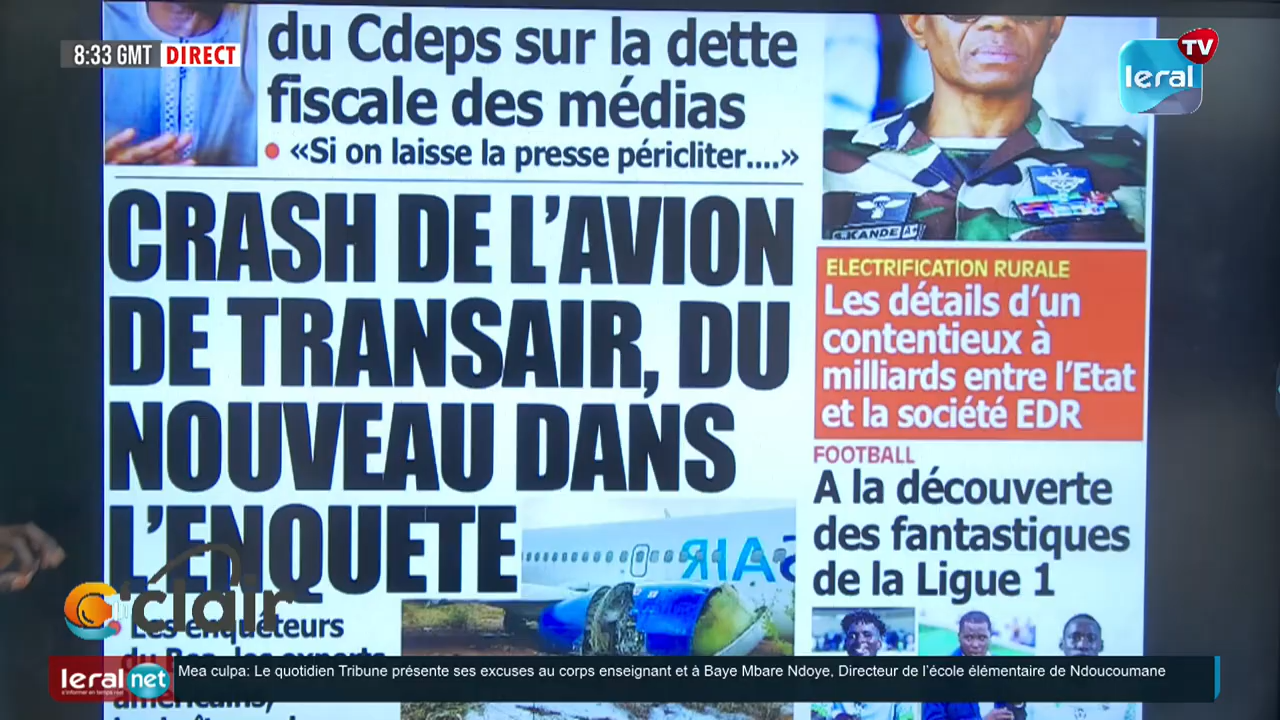 8:33 GMT DIRECT
leral TV
du Cdeps sur la dette
fiscale des médias
• «Si on laisse la presse péricliter....»
CRASH DE L'AVION
DE TRANSAIR, DU
NOUVEAU DANS
L'ENQUETE
• Les enquêteurs
S.KANDE A+
ELECTRIFICATION RURALE
Les détails d'un
contentieux à
milliards entre l'Etat
et la société EDR
FOOTBALL
A la découverte
des fantastiques
de la Ligue 1
C'clair
leral net
s'informer en temps réel
Mea culpa: Le quotidien Tribune présente ses excuses au corps enseignant et à Baye Mbare Ndoye, Directeur de l'école élémentaire de Ndoucoumane